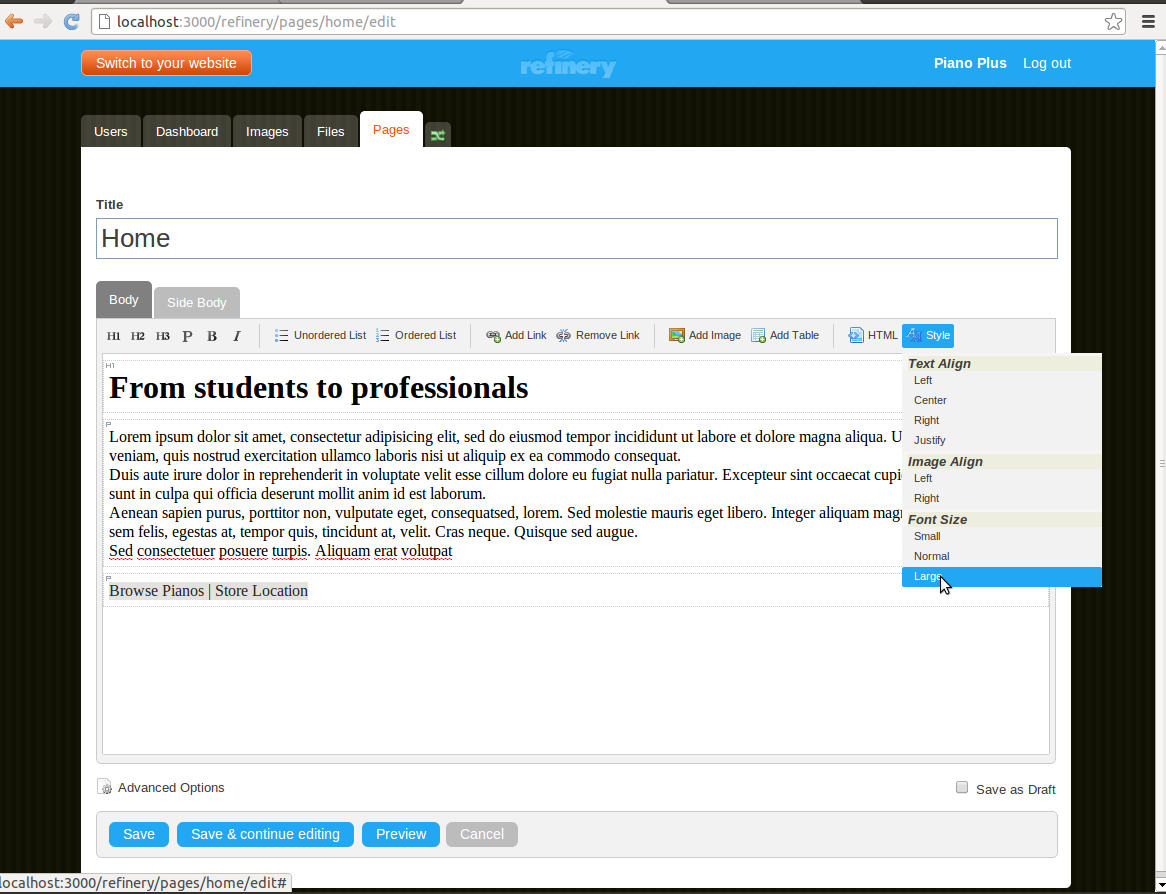 localhost:3000/refinery/pages/home/edit
Switch to your website
refinery
Piano Plus Log out
Users Dashboard Images Files Pages
Title
Home
Body Side Body
H1 H2 H3 P B I Unordered List Ordered List Add Link Remove Link Add Image Add Table HTML Style
H1
From students to professionals
P
Lorem ipsum dolor sit amet, consectetur adipisicing elit, sed do eiusmod tempor incididunt ut labore et dolore magna aliqua. U
veniam, quis nostrud exercitation ullamco laboris nisi ut aliquip ex ea commodo consequat.
Duis aute irure dolor in reprehenderit in voluptate velit esse cillum dolore eu fugiat nulla pariatur. Excepteur sint occaecat cupi
sunt in culpa qui officia deserunt mollit anim id est laborum.
Aenean sapien purus, porttitor non, vulputate eget, consequatsed, lorem. Sed molestie mauris eget libero. Integer aliquam mag
sem felis, egestas at, tempor quis, tincidunt at, velit. Cras neque. Quisque sed augue.
Sed consectetuer posuere turpis. Aliquam erat volutpat
P
Browse Pianos | Store Location
Text Align
Left
Center
Right
Justify
Image Align
Left
Right
Font Size
Small
Normal
Large
Advanced Options
Save as Draft
Save Save & continue editing Preview Cancel
localhost:3000/refinery/pages/home/edit#